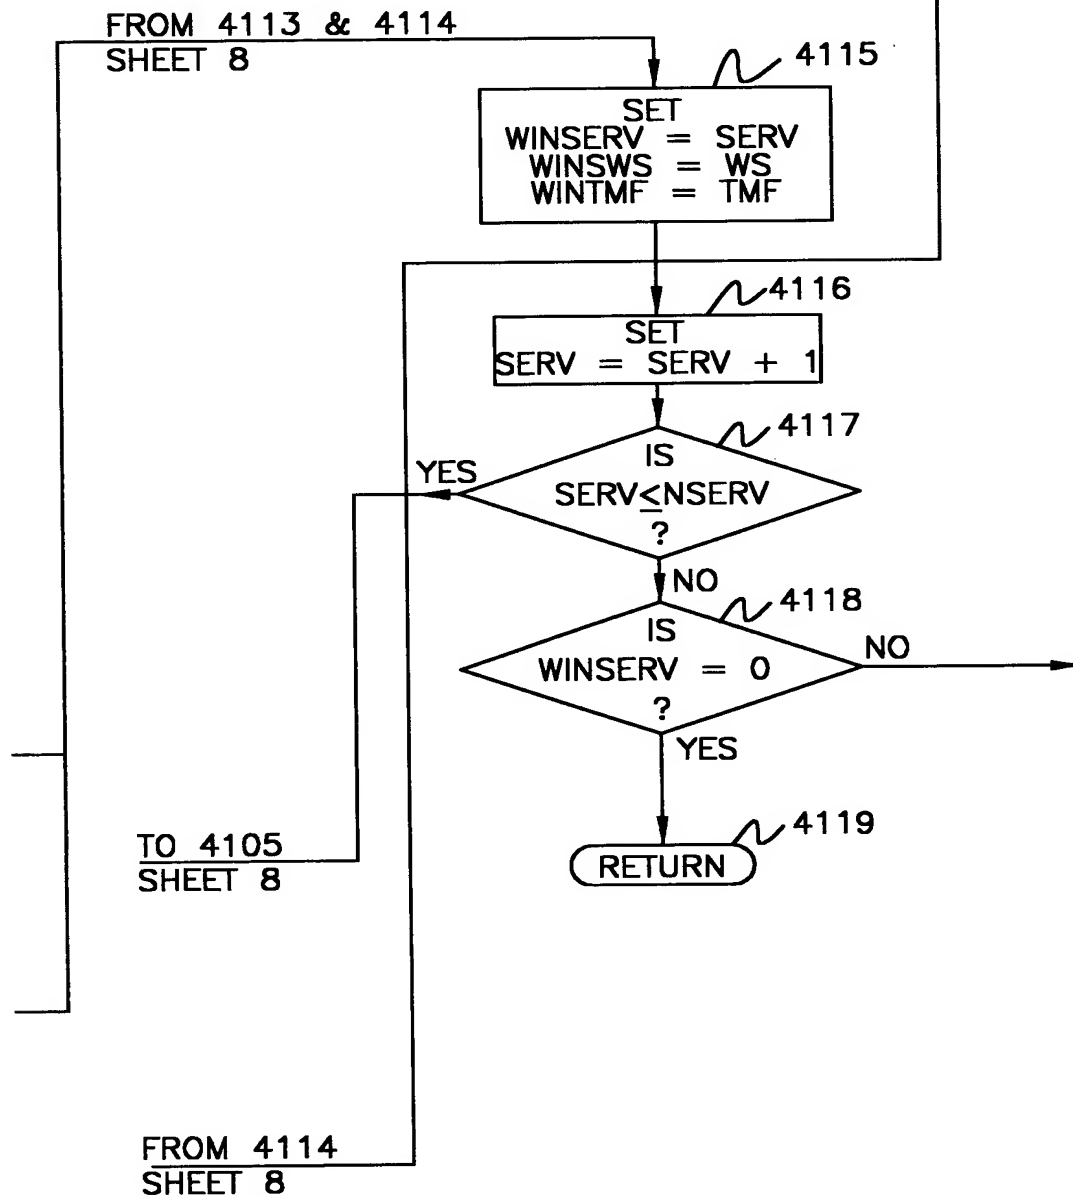 FROM 4113 & 4114
SHEET 8
4115
SET
WINSERV = SERV
WINSWS = WS
WINTMF = TMF
4116
SET
SERV = SERV + 1
4117
IS
SERV≤NSERV
?
YES
NO
4118
IS
WINSERV = 0
?
NO
YES
4119
RETURN
TO 4105
SHEET 8
FROM 4114
SHEET 8